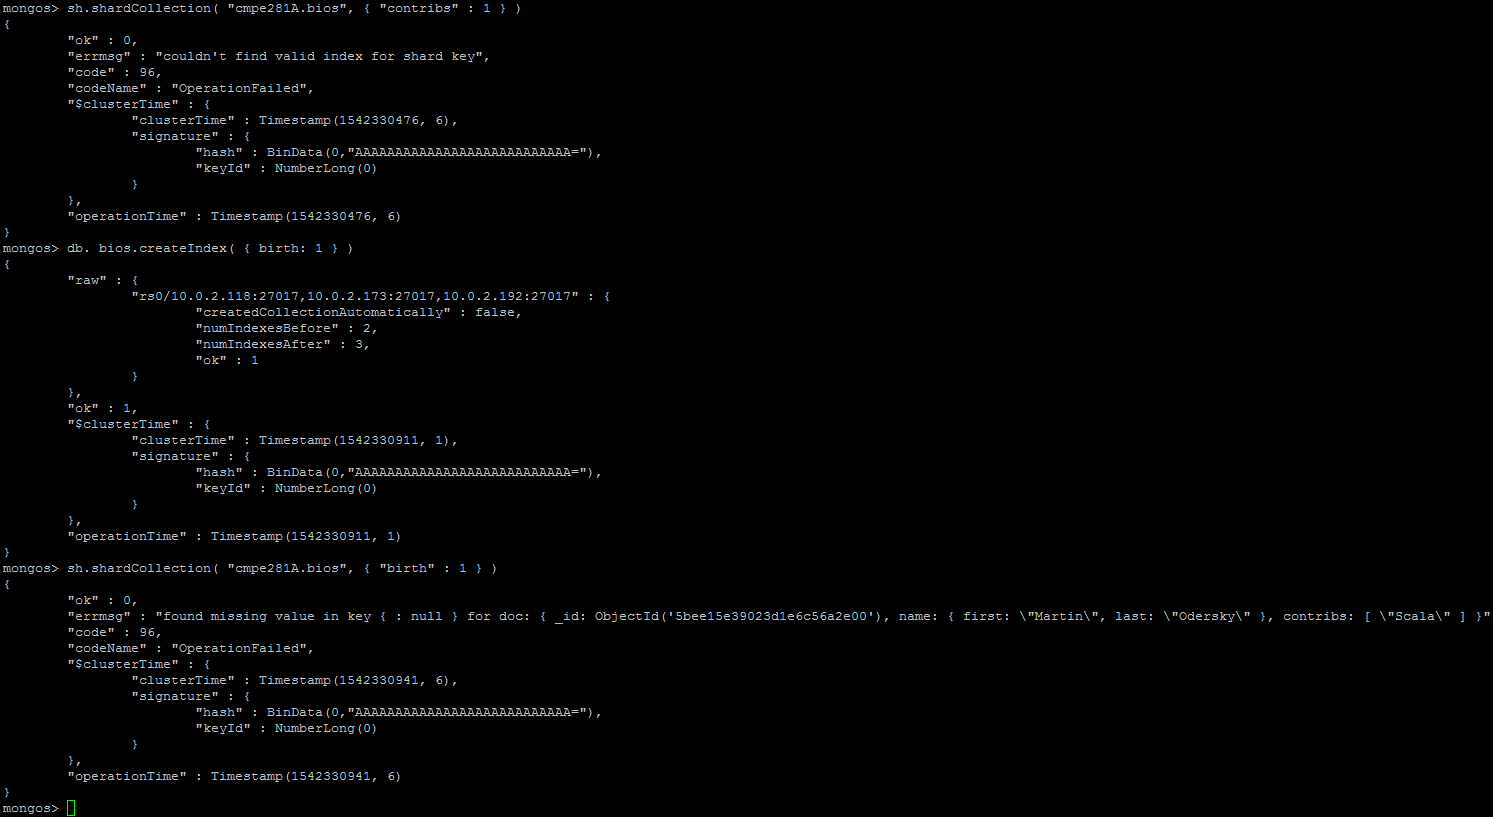 mongos> sh.shardCollection( "cmpe281A.bios", { "contribs" : 1 } )
{
        "ok" : 0,
        "errmsg" : "couldn't find valid index for shard key",
        "code" : 96,
        "codeName" : "OperationFailed",
        "$clusterTime" : {
                "clusterTime" : Timestamp(1542330476, 6),
                "signature" : {
                        "hash" : BinData(0,"AAAAAAAAAAAAAAAAAAAAAAAAAAA="),
                        "keyId" : NumberLong(0)
                }
        },
        "operationTime" : Timestamp(1542330476, 6)
}
mongos> db. bios.createIndex( { birth: 1 } )
{
        "raw" : {
                "rs0/10.0.2.118:27017,10.0.2.173:27017,10.0.2.192:27017" : {
                        "createdCollectionAutomatically" : false,
                        "numIndexesBefore" : 2,
                        "numIndexesAfter" : 3,
                        "ok" : 1
                }
        },
        "ok" : 1,
        "$clusterTime" : {
                "clusterTime" : Timestamp(1542330911, 1),
                "signature" : {
                        "hash" : BinData(0,"AAAAAAAAAAAAAAAAAAAAAAAAAAA="),
                        "keyId" : NumberLong(0)
                }
        },
        "operationTime" : Timestamp(1542330911, 1)
}
mongos> sh.shardCollection( "cmpe281A.bios", { "birth" : 1 } )
{
        "ok" : 0,
        "errmsg" : "found missing value in key { : null } for doc: { _id: ObjectId('5bee15e39023d1e6c56a2e00'), name: { first: \"Martin\", last: \"Odersky\" }, contribs: [ \"Scala\" ] }"
        "code" : 96,
        "codeName" : "OperationFailed",
        "$clusterTime" : {
                "clusterTime" : Timestamp(1542330941, 6),
                "signature" : {
                        "hash" : BinData(0,"AAAAAAAAAAAAAAAAAAAAAAAAAAA="),
                        "keyId" : NumberLong(0)
                }
        },
        "operationTime" : Timestamp(1542330941, 6)
}
mongos>